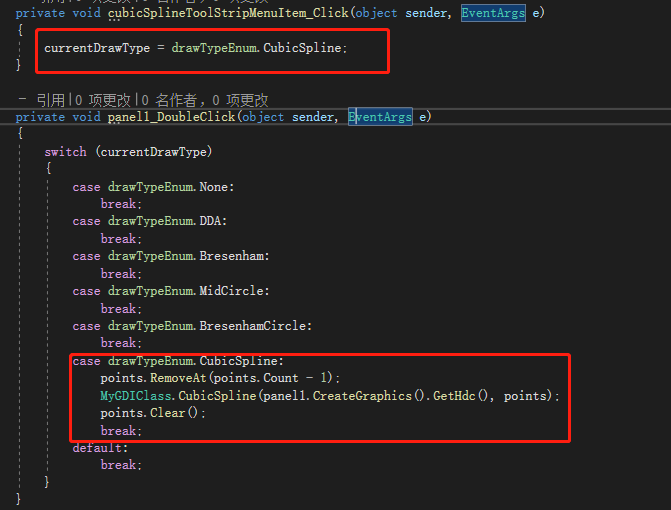 private void cubicSplineToolStripMenuItem_Click(object sender, EventArgs e)
{
currentDrawType = drawTypeEnum.CubicSpline;
}
引用|0 项更改|0 名作者，0 项更改
private void panel1_DoubleClick(object sender, EventArgs e)
{
switch (currentDrawType)
{
case drawTypeEnum.None:
break;
case drawTypeEnum.DDA:
break;
case drawTypeEnum.Bresenham:
break;
case drawTypeEnum.MidCircle:
break;
case drawTypeEnum.BresenhamCircle:
break;
case drawTypeEnum.CubicSpline:
points.RemoveAt(points.Count - 1);
MyGDIClass.CubicSpline(panel1.CreateGraphics().GetHdc(), points);
points.Clear();
break;
default:
break;
}
}